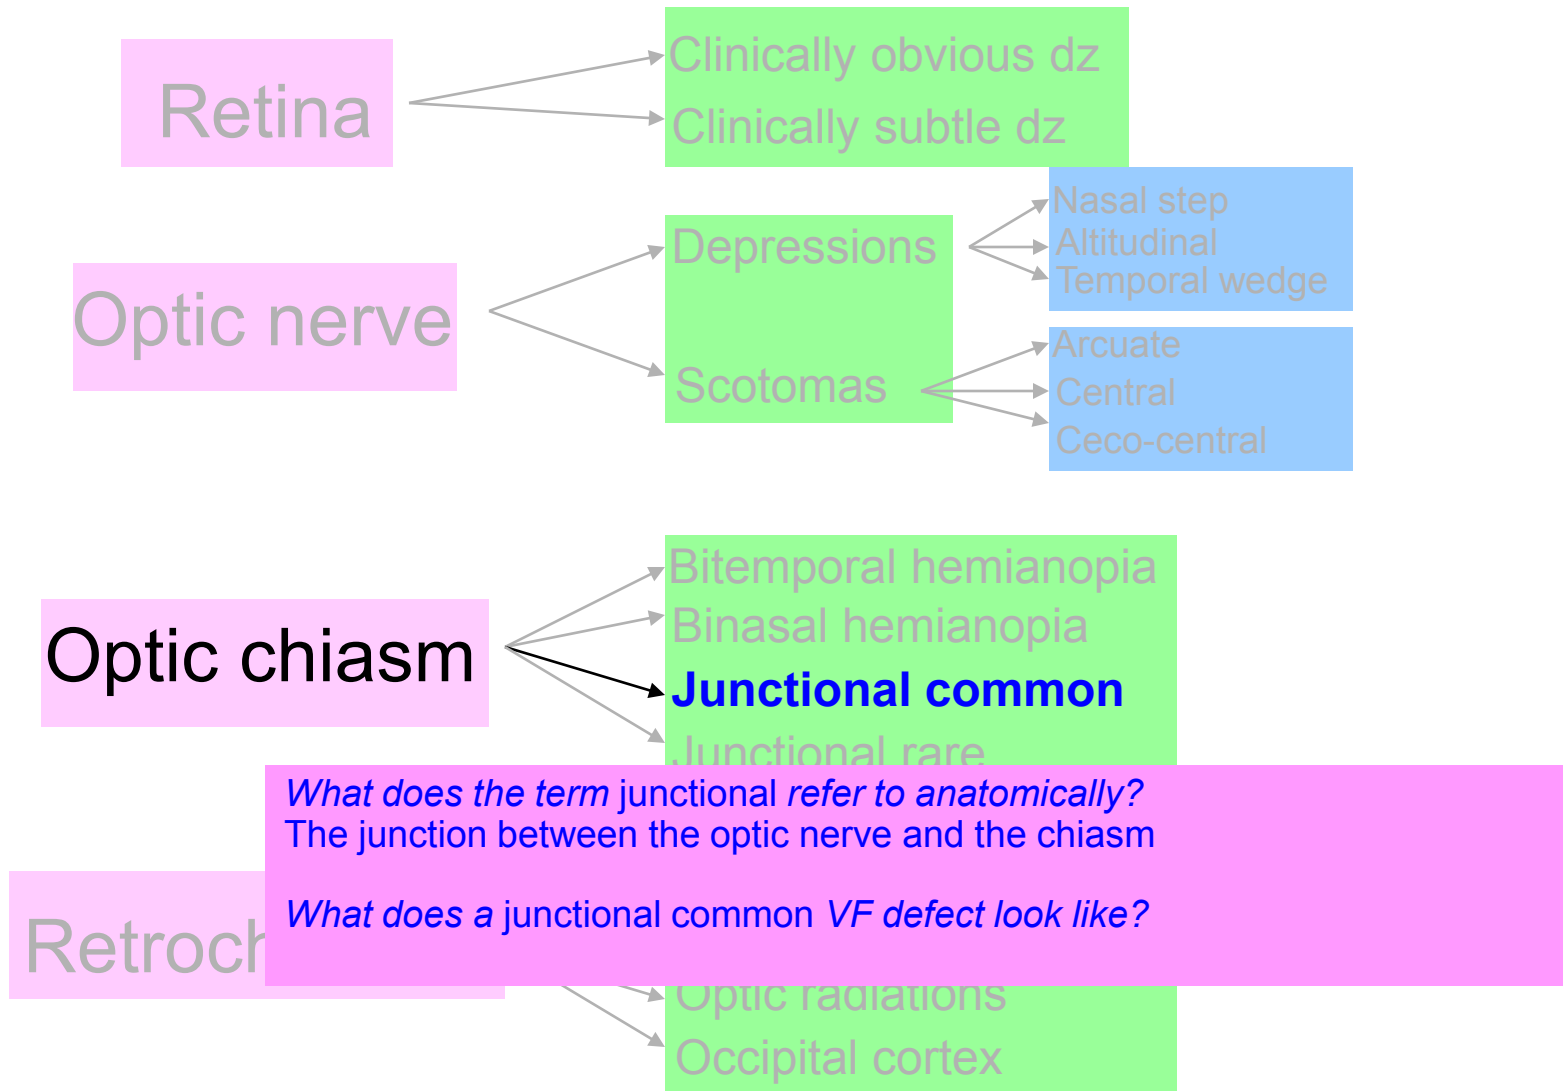 Retina
Clinically obvious dz
Clinically subtle dz
Optic nerve
Depressions
Nasal step
Altitudinal
Temporal wedge
Scotomas
Arcuate
Central
Ceco-central
Optic chiasm
Bitemporal hemianopia
Binasal hemianopia
Junctional common
Junctional rare
What does the term junctional refer to anatomically?
The junction between the optic nerve and the chiasm
What does a junctional common VF defect look like?
Optic radiations
Occipital cortex